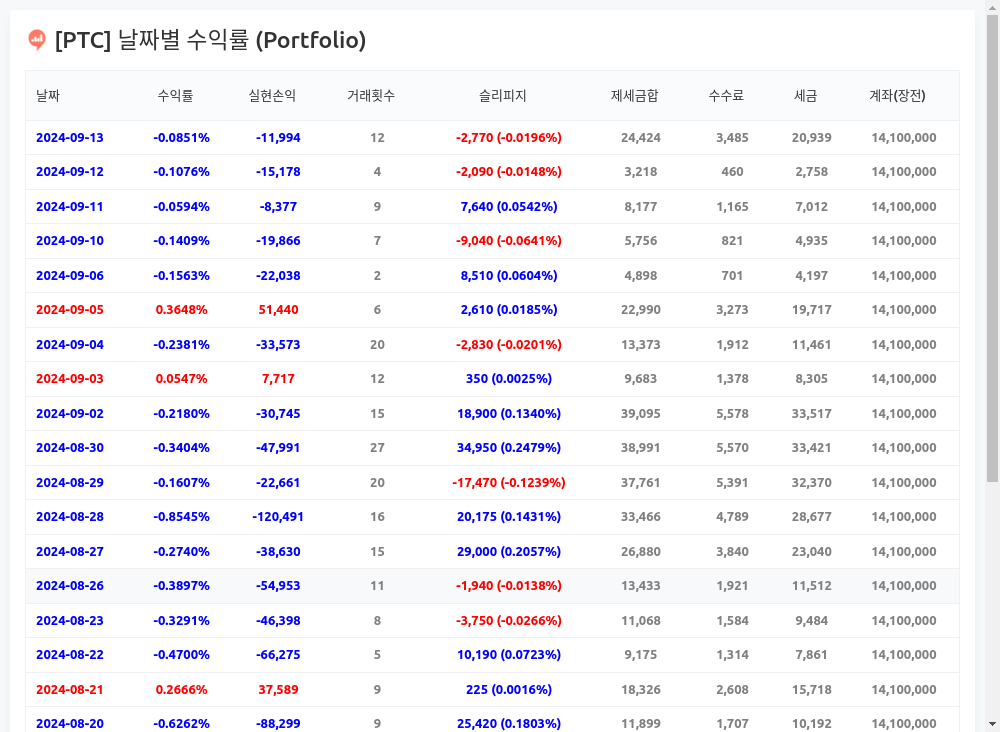 [PTC] 날짜별 수익률 (Portfolio)
날짜 수익률 실현손익 거래횟수 슬리피지 제세금합 수수료 세금 계좌(장전)
2024-09-13 -0.0851% -11,994 12 -2,770 (-0.0196%) 24,424 3,485 20,939 14,100,000
2024-09-12 -0.1076% -15,178 4 -2,090 (-0.0148%) 3,218 460 2,758 14,100,000
2024-09-11 -0.0594% -8,377 9 7,640 (0.0542%) 8,177 1,165 7,012 14,100,000
2024-09-10 -0.1409% -19,866 7 -9,040 (-0.0641%) 5,756 821 4,935 14,100,000
2024-09-06 -0.1563% -22,038 2 8,510 (0.0604%) 4,898 701 4,197 14,100,000
2024-09-05 0.3648% 51,440 6 2,610 (0.0185%) 22,990 3,273 19,717 14,100,000
2024-09-04 -0.2381% -33,573 20 -2,830 (-0.0201%) 13,373 1,912 11,461 14,100,000
2024-09-03 0.0547% 7,717 12 350 (0.0025%) 9,683 1,378 8,305 14,100,000
2024-09-02 -0.2180% -30,745 15 18,900 (0.1340%) 39,095 5,578 33,517 14,100,000
2024-08-30 -0.3404% -47,991 27 34,950 (0.2479%) 38,991 5,570 33,421 14,100,000
2024-08-29 -0.1607% -22,661 20 -17,470 (-0.1239%) 37,761 5,391 32,370 14,100,000
2024-08-28 -0.8545% -120,491 16 20,175 (0.1431%) 33,466 4,789 28,677 14,100,000
2024-08-27 -0.2740% -38,630 15 29,000 (0.2057%) 26,880 3,840 23,040 14,100,000
2024-08-26 -0.3897% -54,953 11 -1,940 (-0.0138%) 13,433 1,921 11,512 14,100,000
2024-08-23 -0.3291% -46,398 8 -3,750 (-0.0266%) 11,068 1,584 9,484 14,100,000
2024-08-22 -0.4700% -66,275 5 10,190 (0.0723%) 9,175 1,314 7,861 14,100,000
2024-08-21 0.2666% 37,589 9 225 (0.0016%) 18,326 2,608 15,718 14,100,000
2024-08-20 -0.6262% -88,299 9 25,420 (0.1803%) 11,899 1,707 10,192 14,100,000